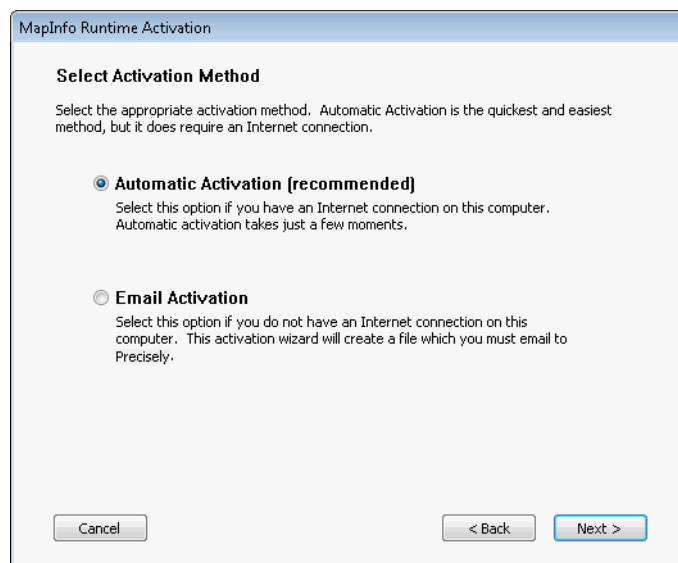 MapInfo Runtime Activation
Select Activation Method
Select the appropriate activation method. Automatic Activation is the quickest and easiest
method, but it does require an Internet connection.
Automatic Activation (recommended)
Select this option if you have an Internet connection on this computer.
Automatic activation takes just a few moments.
Email Activation
Select this option if you do not have an Internet connection on this
computer. This activation wizard will create a file which you must email to
Precisely.
Cancel
< Back
Next >